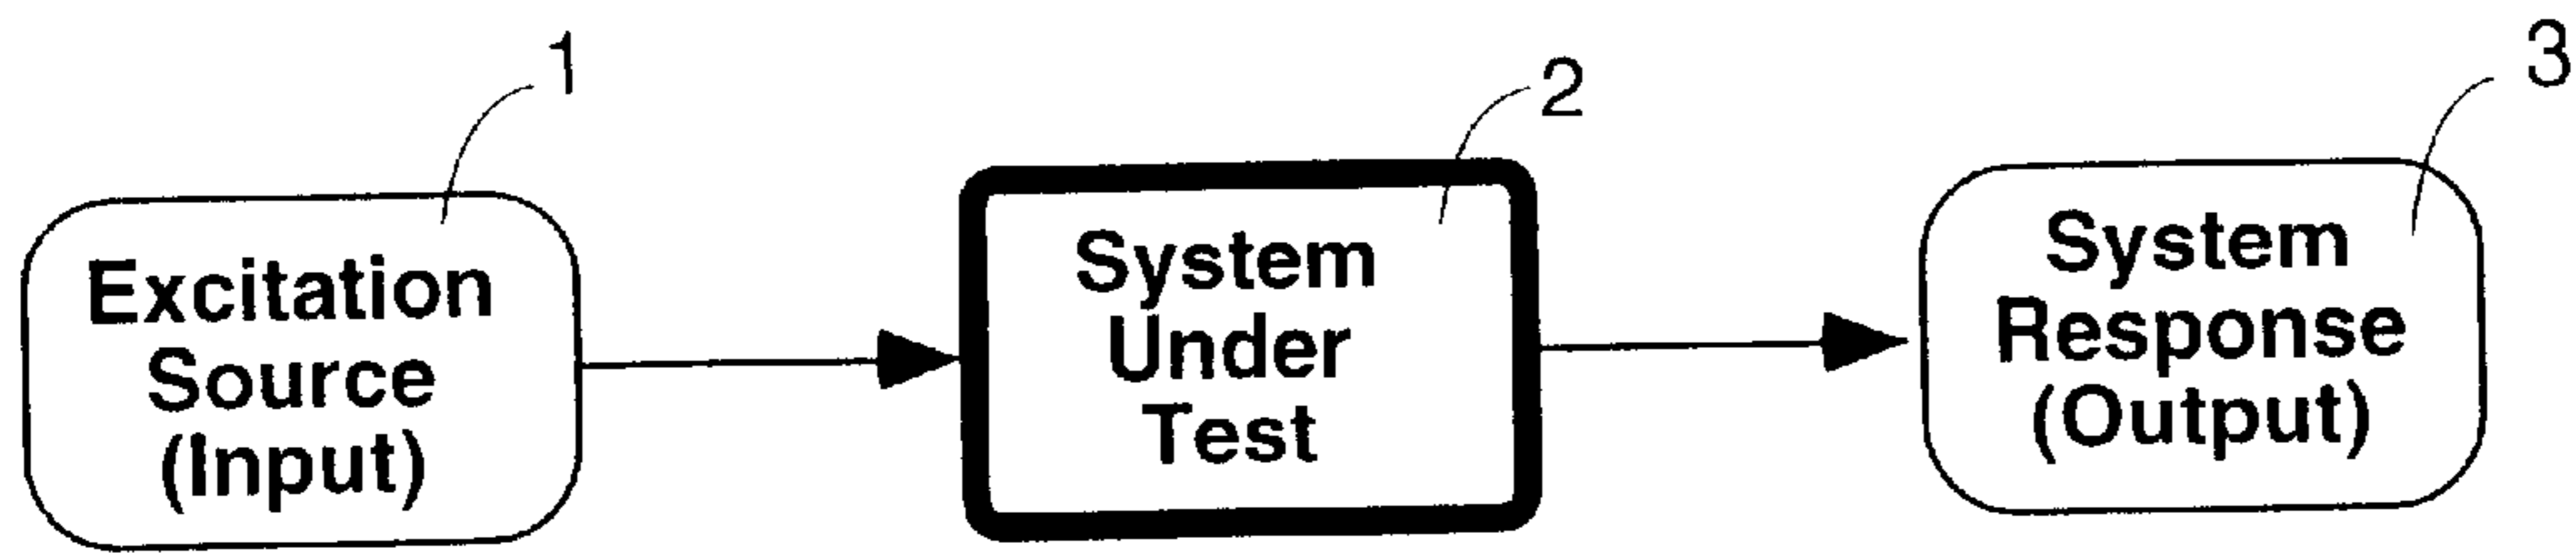 1
Excitation
Source
(Input)
2
System
Under
Test
3
System
Response
(Output)